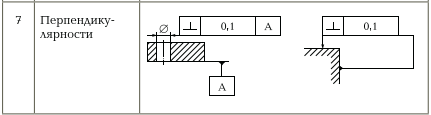 7
Перпендику-
лярности
⌀
⊥ 0,1 А
А
⊥ 0,1